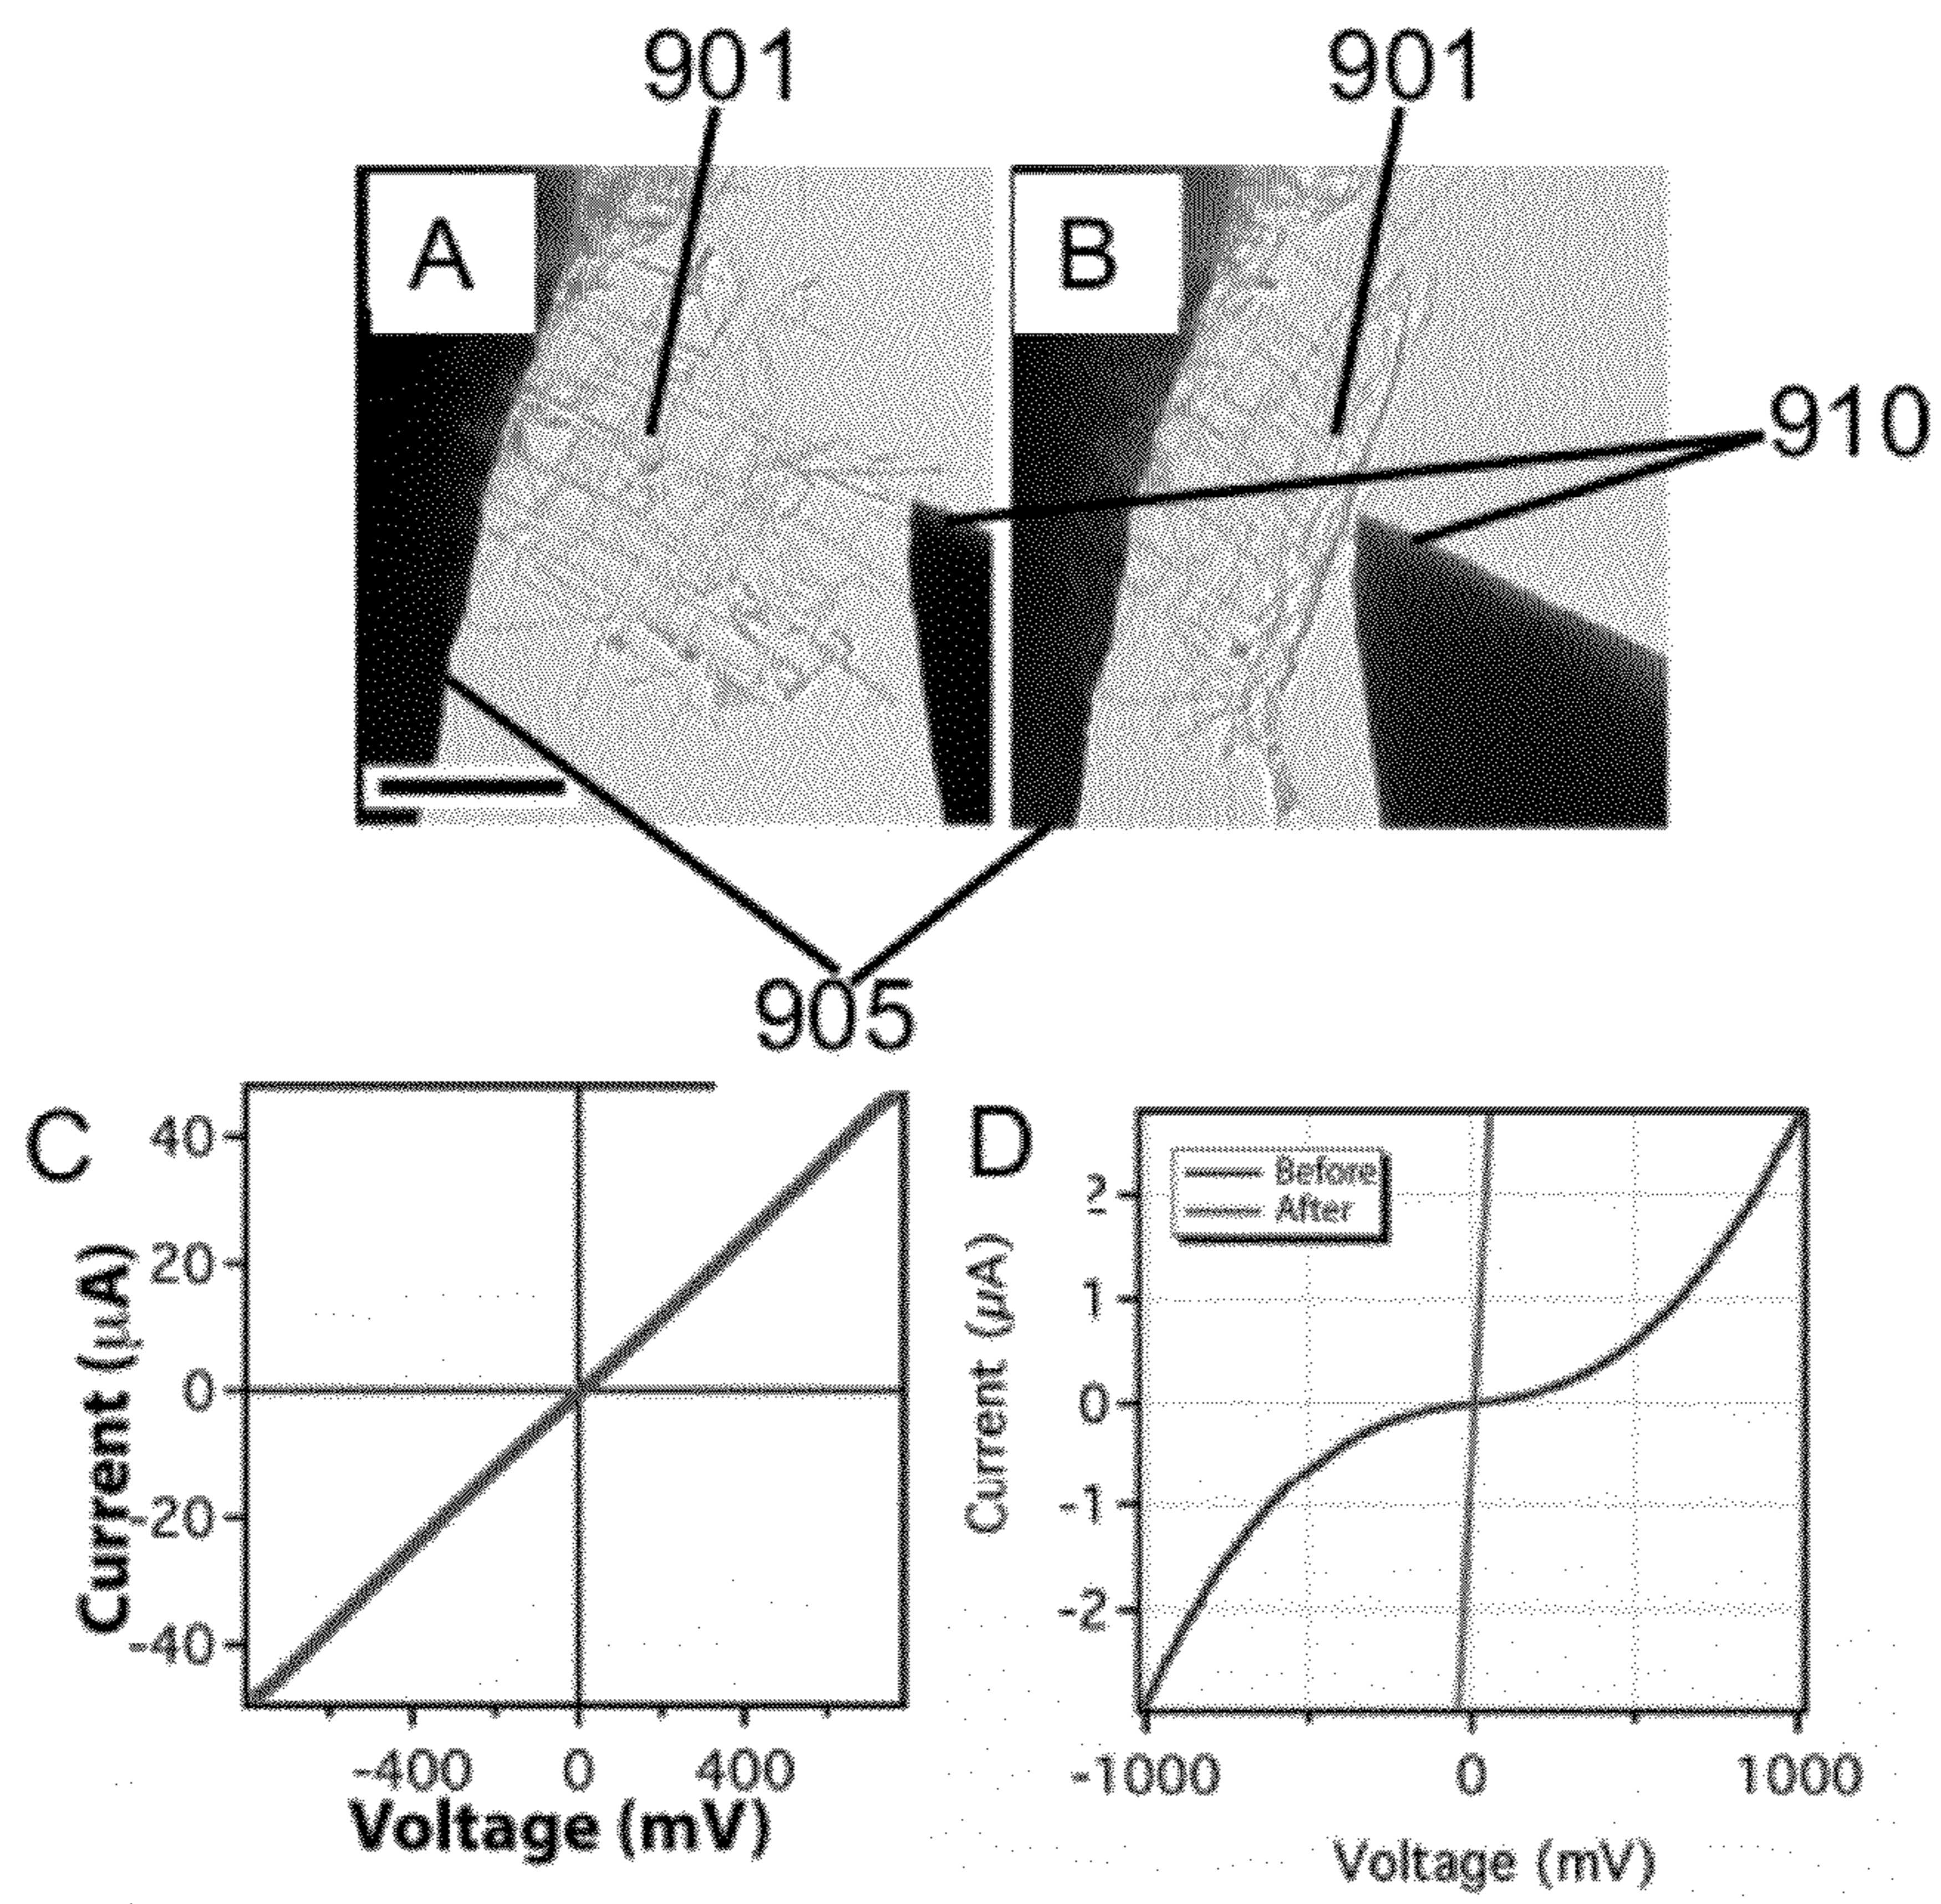 901 901
A B
910
905
C
40
20
0
-20
-40
Current (µA)
-400 0 400
Voltage (mV)
D
Before
After
2
1
0
-1
-2
Current (µA)
-1000 0 1000
Voltage (mV)